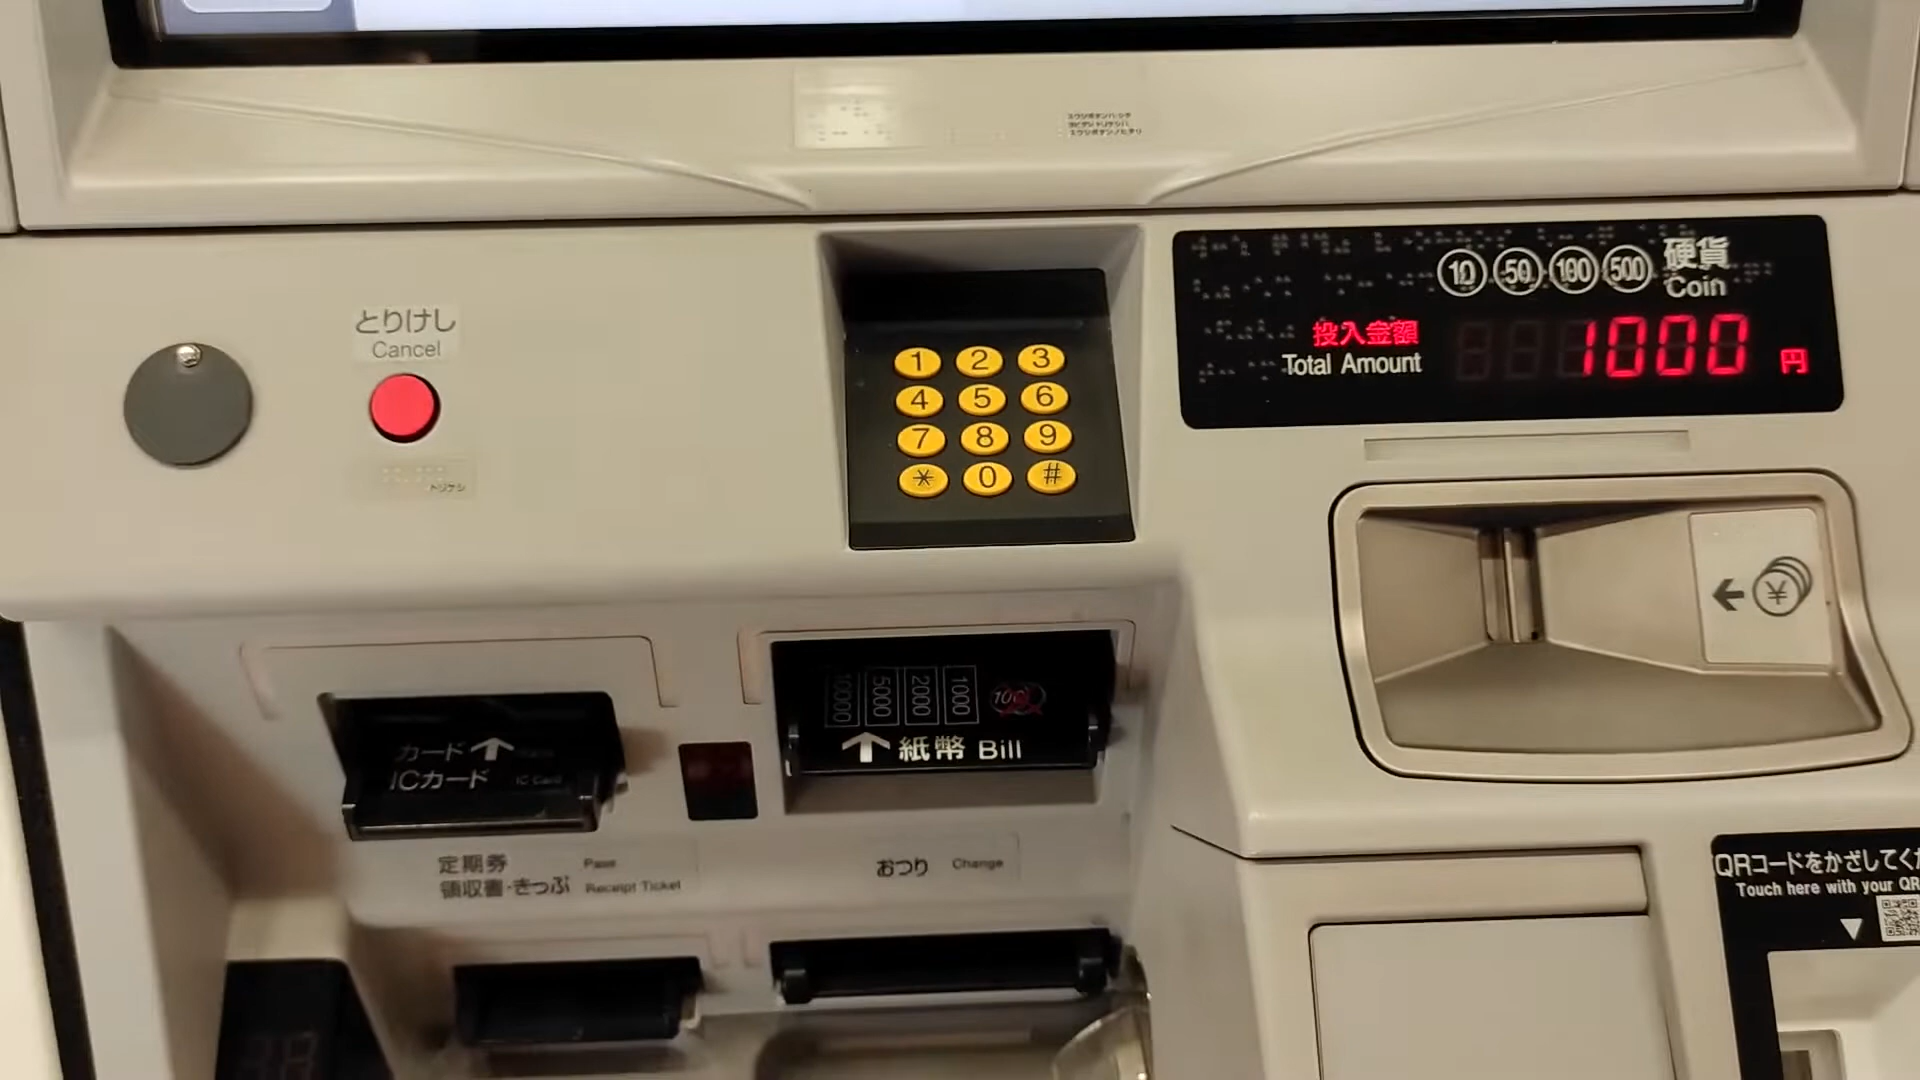 とりけし
Cancel
トリケシ
1 2 3
4 5 6
7 8 9
* 0 #
10 50 100 500 硬貨
Coin
投入金額
Total Amount 1000 円
¥
カード
ICカード IC Card
10000 5000 2000 1000
紙幣 Bill
定期券 Pass
領収書・きっぷ Receipt Ticket
おつり Change
QRコードをかざしてく
Touch here with your QR